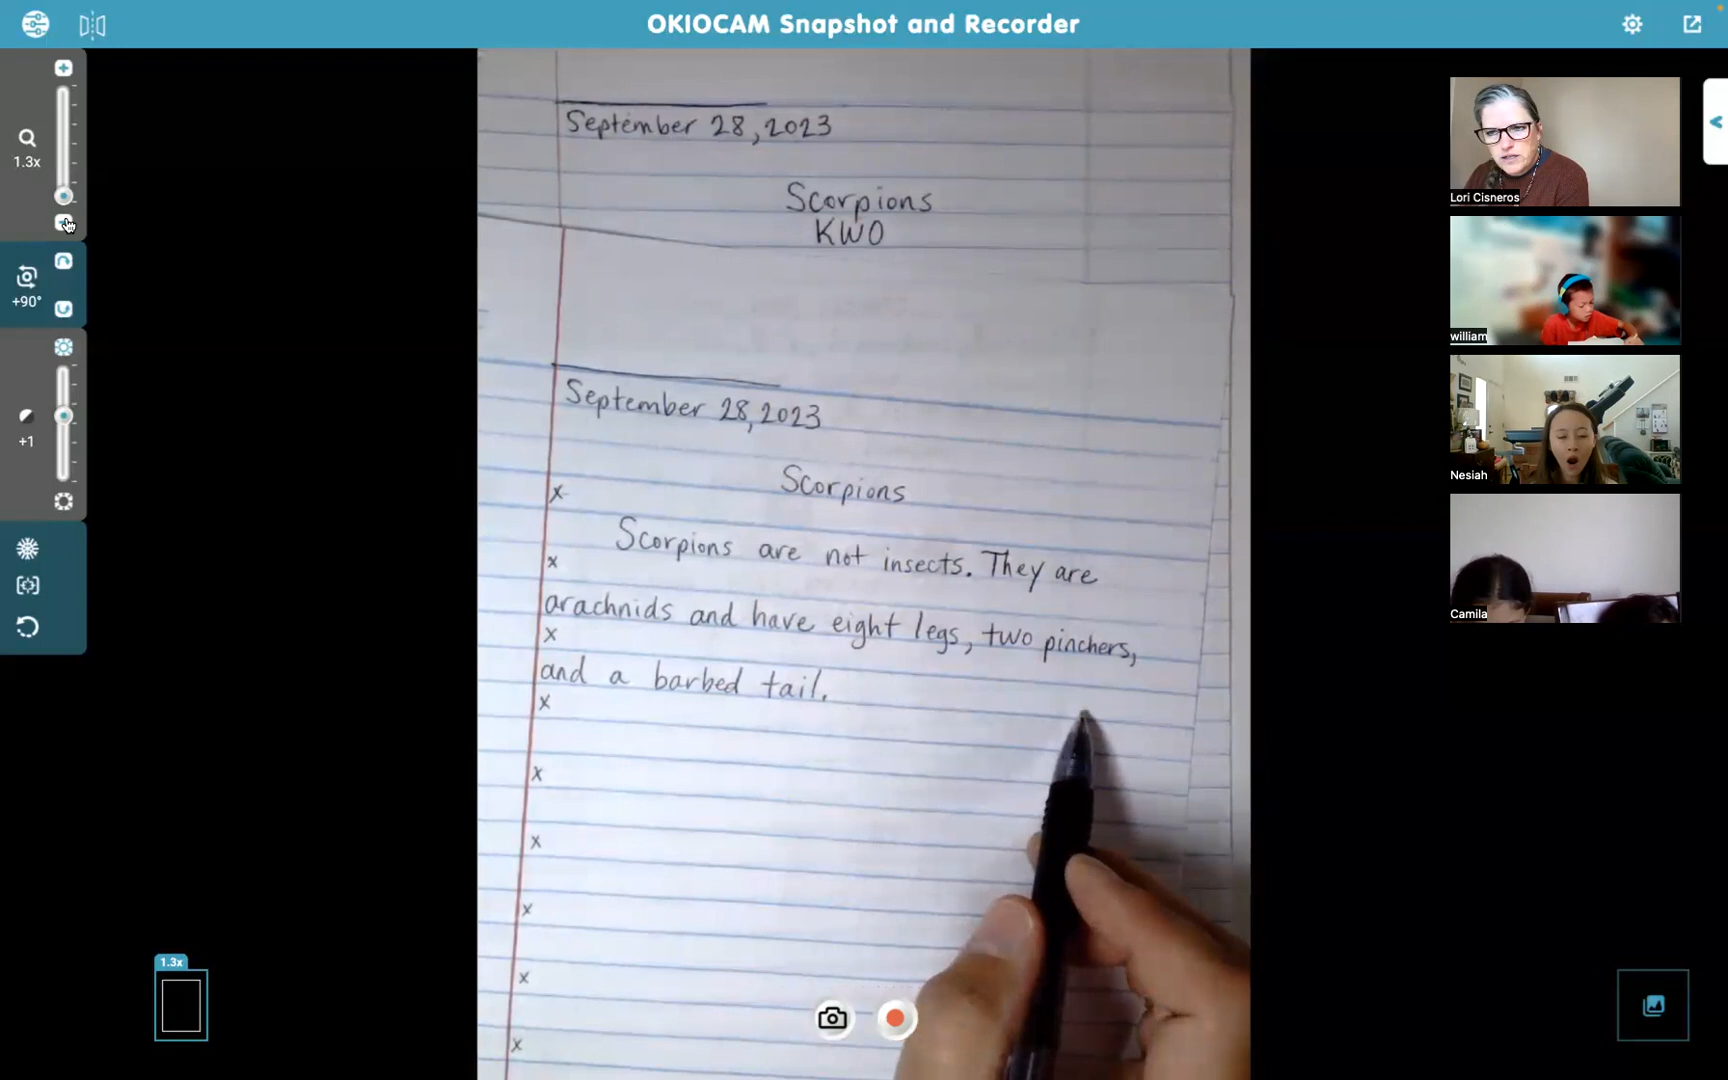 OKIOCAM Snapshot and Recorder
1.3x
+90°
+1
1.3x
September 28, 2023
Scorpions
KWO
September 28, 2023
x
Scorpions
x
Scorpions are not insects. They are
x
arachnids and have eight legs, two pinchers,
x
and a barbed tail.
x
x
x
x
x
Lori Cisneros
william
Nesiah
Camila